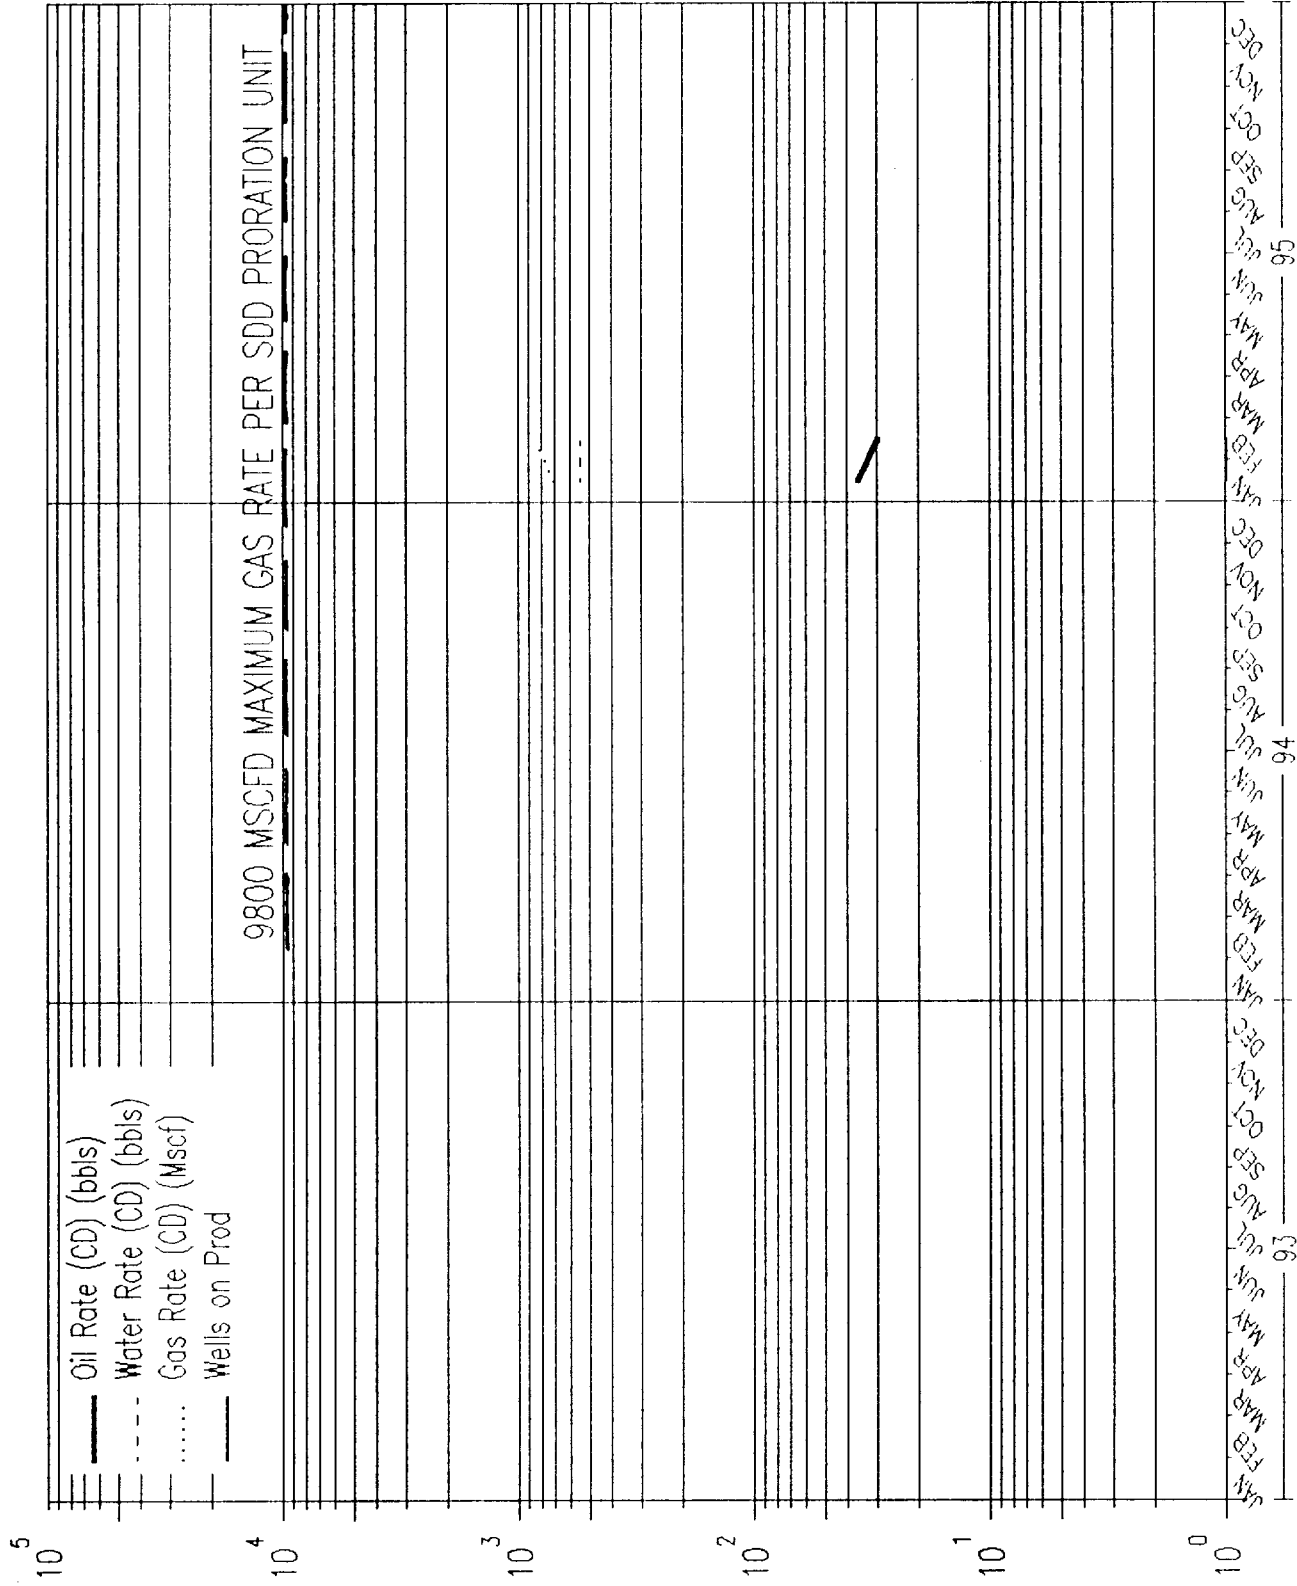 Oil Rate (CD) (bbls)
Water Rate (CD) (bbls)
Gas Rate (CD) (Mscf)
Wells on Prod
9800 MSCFD MAXIMUM GAS RATE PER SDD PRORATION UNIT
10^5
10^4
10^3
10^2
10^1
10^0
JAN FEB MAR APR MAY JUN JUL AUG SEP OCT NOV DEC JAN FEB MAR APR MAY JUN JUL AUG SEP OCT NOV DEC JAN FEB MAR APR MAY JUN JUL AUG SEP OCT NOV DEC
93 94 95